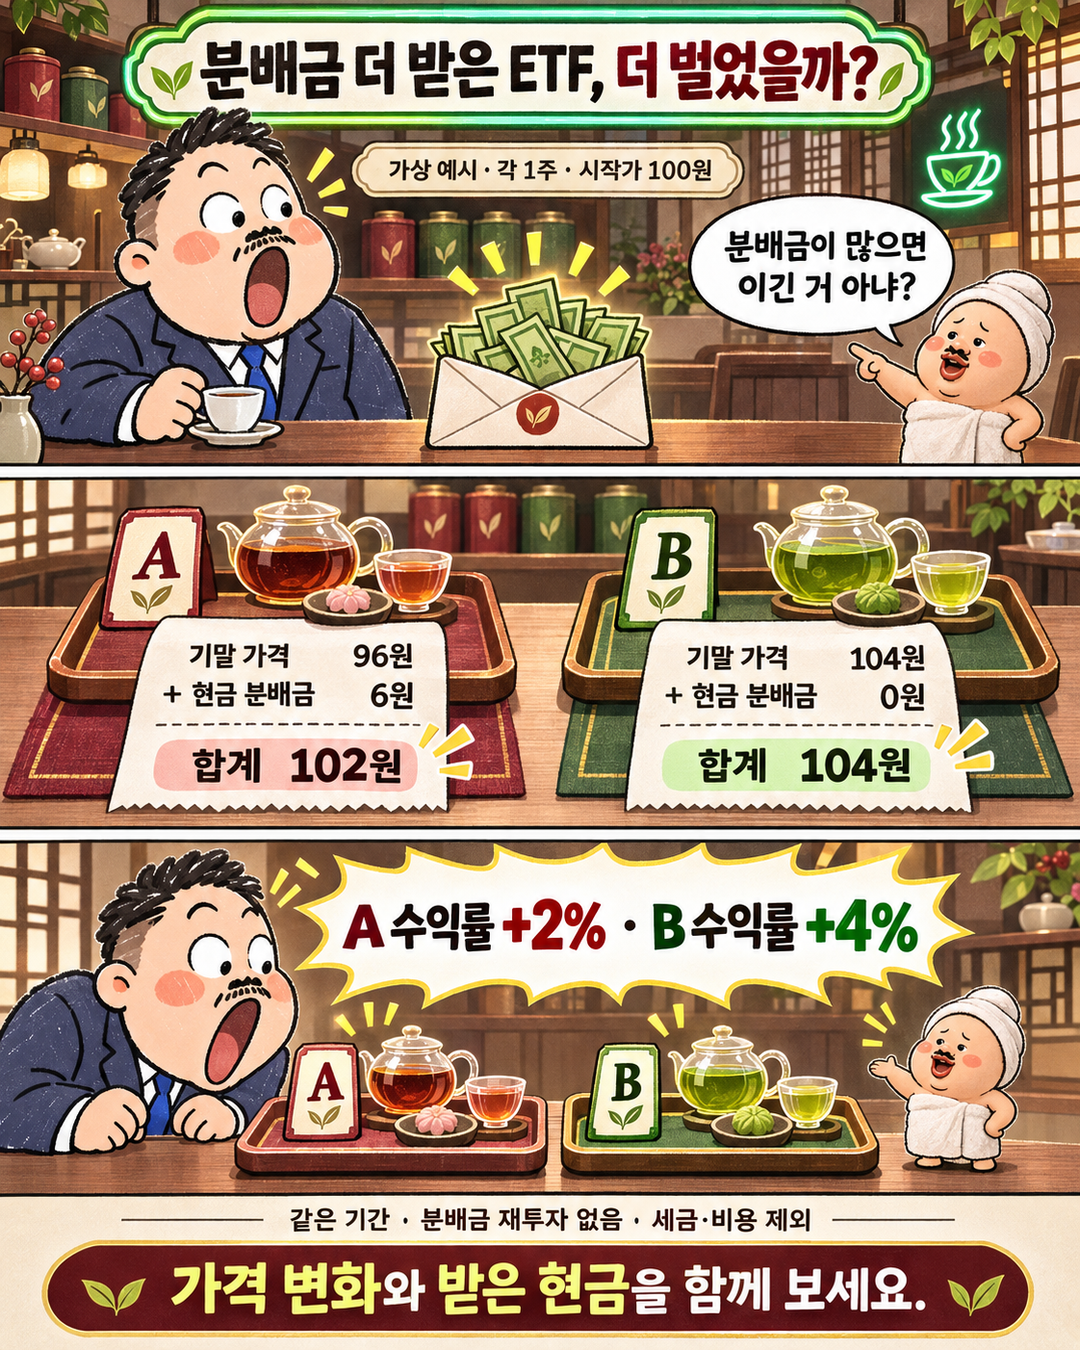 분배금 더 받은 ETF, 더 벌었을까?
가상 예시 · 각 1주 · 시작가 100원
분배금이 많으면
이긴 거 아냐?
A
기말 가격 96원
+ 현금 분배금 6원
합계 102원
B
기말 가격 104원
+ 현금 분배금 0원
합계 104원
A 수익률 +2% · B 수익률 +4%
A
B
같은 기간 · 분배금 재투자 없음 · 세금·비용 제외
가격 변화와 받은 현금을 함께 보세요.